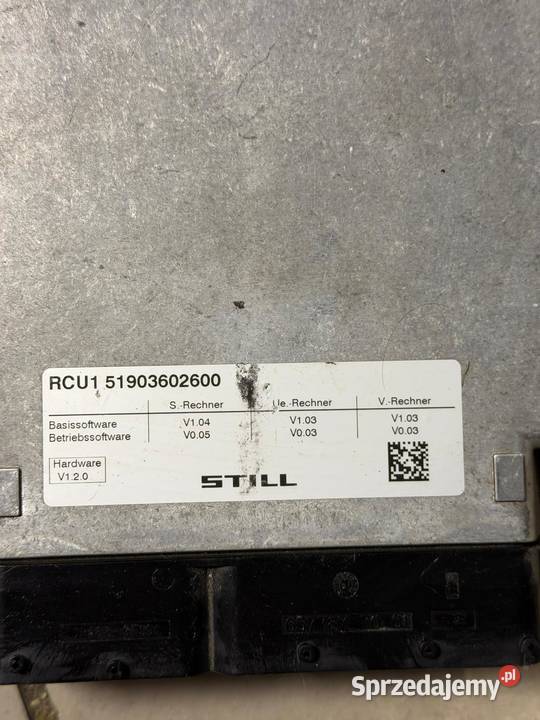 RCU1 51903602600
S.-Rechner Ue.-Rechner V.-Rechner
Basissoftware V1.04 V1.03 V1.03
Betriebssoftware V0.05 V0.03 V0.03
Hardware
V1.2.0
STILL
Sprzedajemy.pl